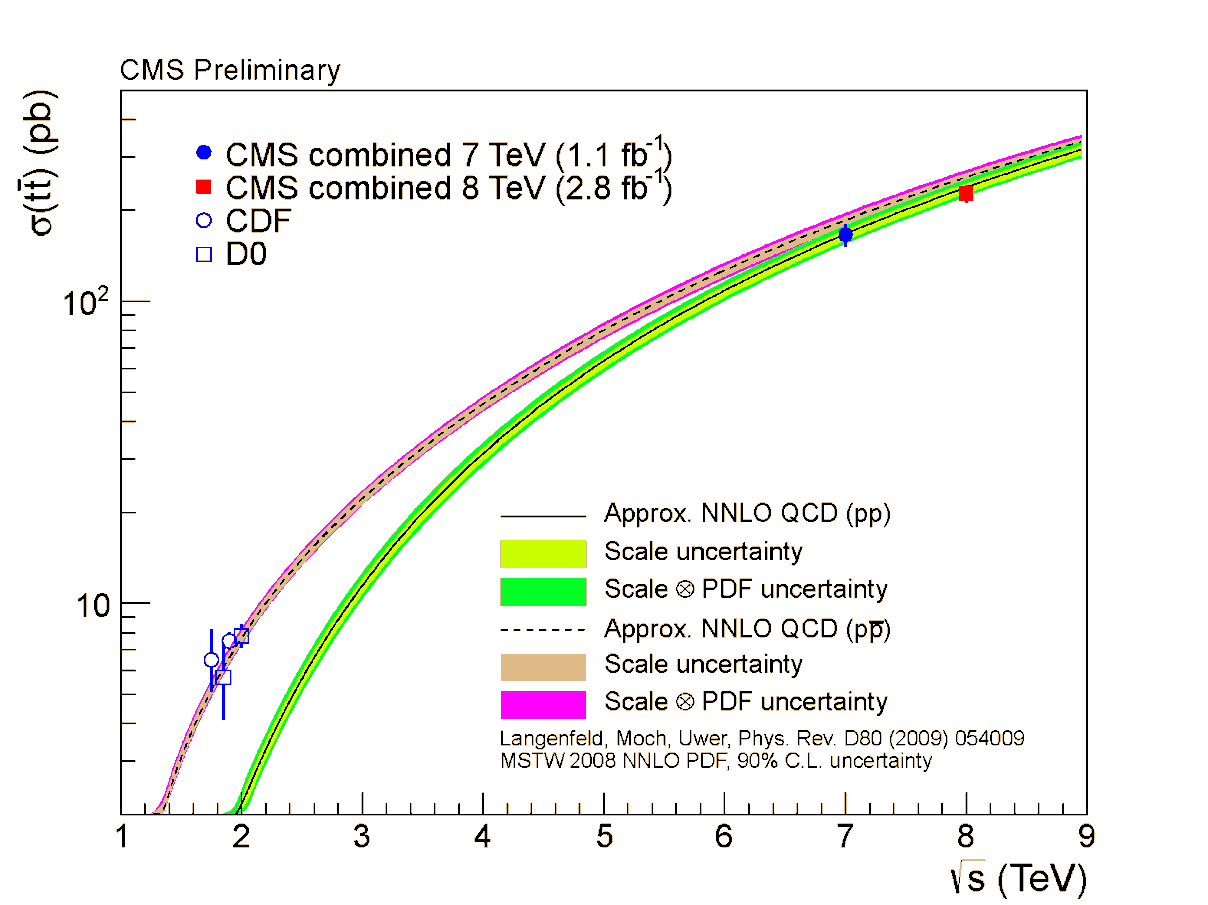 CMS Preliminary
σ(tt̄) (pb)
CMS combined 7 TeV (1.1 fb⁻¹)
CMS combined 8 TeV (2.8 fb⁻¹)
CDF
D0
10²
10
Approx. NNLO QCD (pp)
Scale uncertainty
Scale ⊗ PDF uncertainty
Approx. NNLO QCD (pp̄)
Scale uncertainty
Scale ⊗ PDF uncertainty
Langenfeld, Moch, Uwer, Phys. Rev. D80 (2009) 054009
MSTW 2008 NNLO PDF, 90% C.L. uncertainty
1 2 3 4 5 6 7 8 9
√s (TeV)